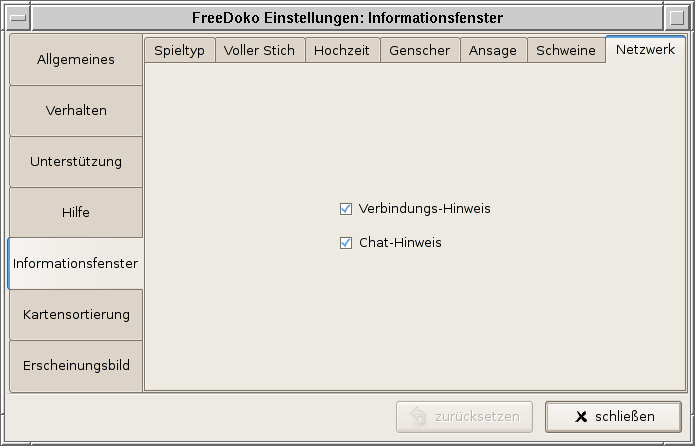 FreeDoko Einstellungen: Informationsfenster
Allgemeines
Verhalten
Unterstützung
Hilfe
Informationsfenster
Kartensortierung
Erscheinungsbild
Spieltyp
Voller Stich
Hochzeit
Genscher
Ansage
Schweine
Netzwerk
Verbindungs-Hinweis
Chat-Hinweis
zurücksetzen
schließen